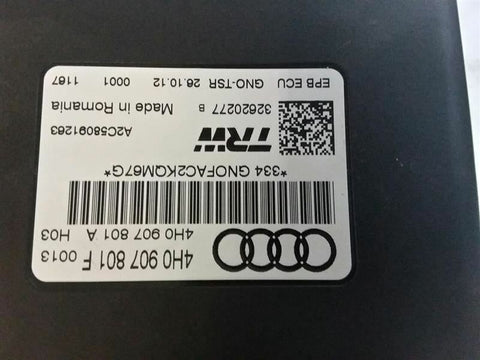 4H0 907 801 F 0013
4H0 907 801 A H03
*334 GNOFAC2KQM67G*
TRW
A2C58091263
32620277 B
Made in Romania
EPB ECU GNO-TSR 26.10.12 0001 1167